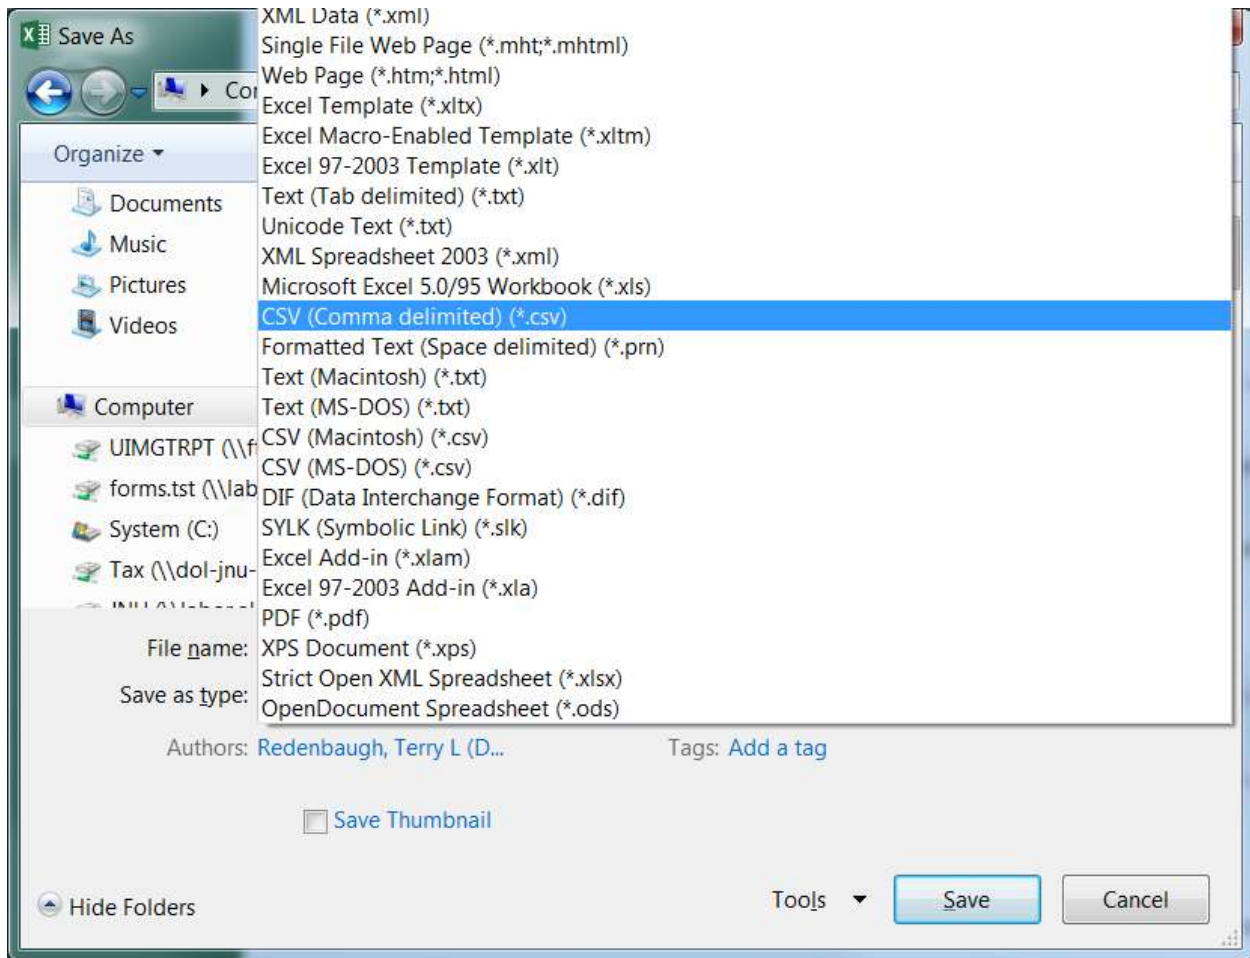 Save As
Organize
Documents
Music
Pictures
Videos
Computer
UIMGTRPT (\\f
forms.tst (\\lab
System (C:)
Tax (\\dol-jnu-
XML Data (*.xml)
Single File Web Page (*.mht;*.mhtml)
Web Page (*.htm;*.html)
Excel Template (*.xltx)
Excel Macro-Enabled Template (*.xltm)
Excel 97-2003 Template (*.xlt)
Text (Tab delimited) (*.txt)
Unicode Text (*.txt)
XML Spreadsheet 2003 (*.xml)
Microsoft Excel 5.0/95 Workbook (*.xls)
CSV (Comma delimited) (*.csv)
Formatted Text (Space delimited) (*.prn)
Text (Macintosh) (*.txt)
Text (MS-DOS) (*.txt)
CSV (Macintosh) (*.csv)
CSV (MS-DOS) (*.csv)
DIF (Data Interchange Format) (*.dif)
SYLK (Symbolic Link) (*.slk)
Excel Add-in (*.xlam)
Excel 97-2003 Add-in (*.xla)
PDF (*.pdf)
XPS Document (*.xps)
Strict Open XML Spreadsheet (*.xlsx)
OpenDocument Spreadsheet (*.ods)
File name:
Save as type:
Authors: Redenbaugh, Terry L (D... Tags: Add a tag
Save Thumbnail
Hide Folders Tools Save Cancel